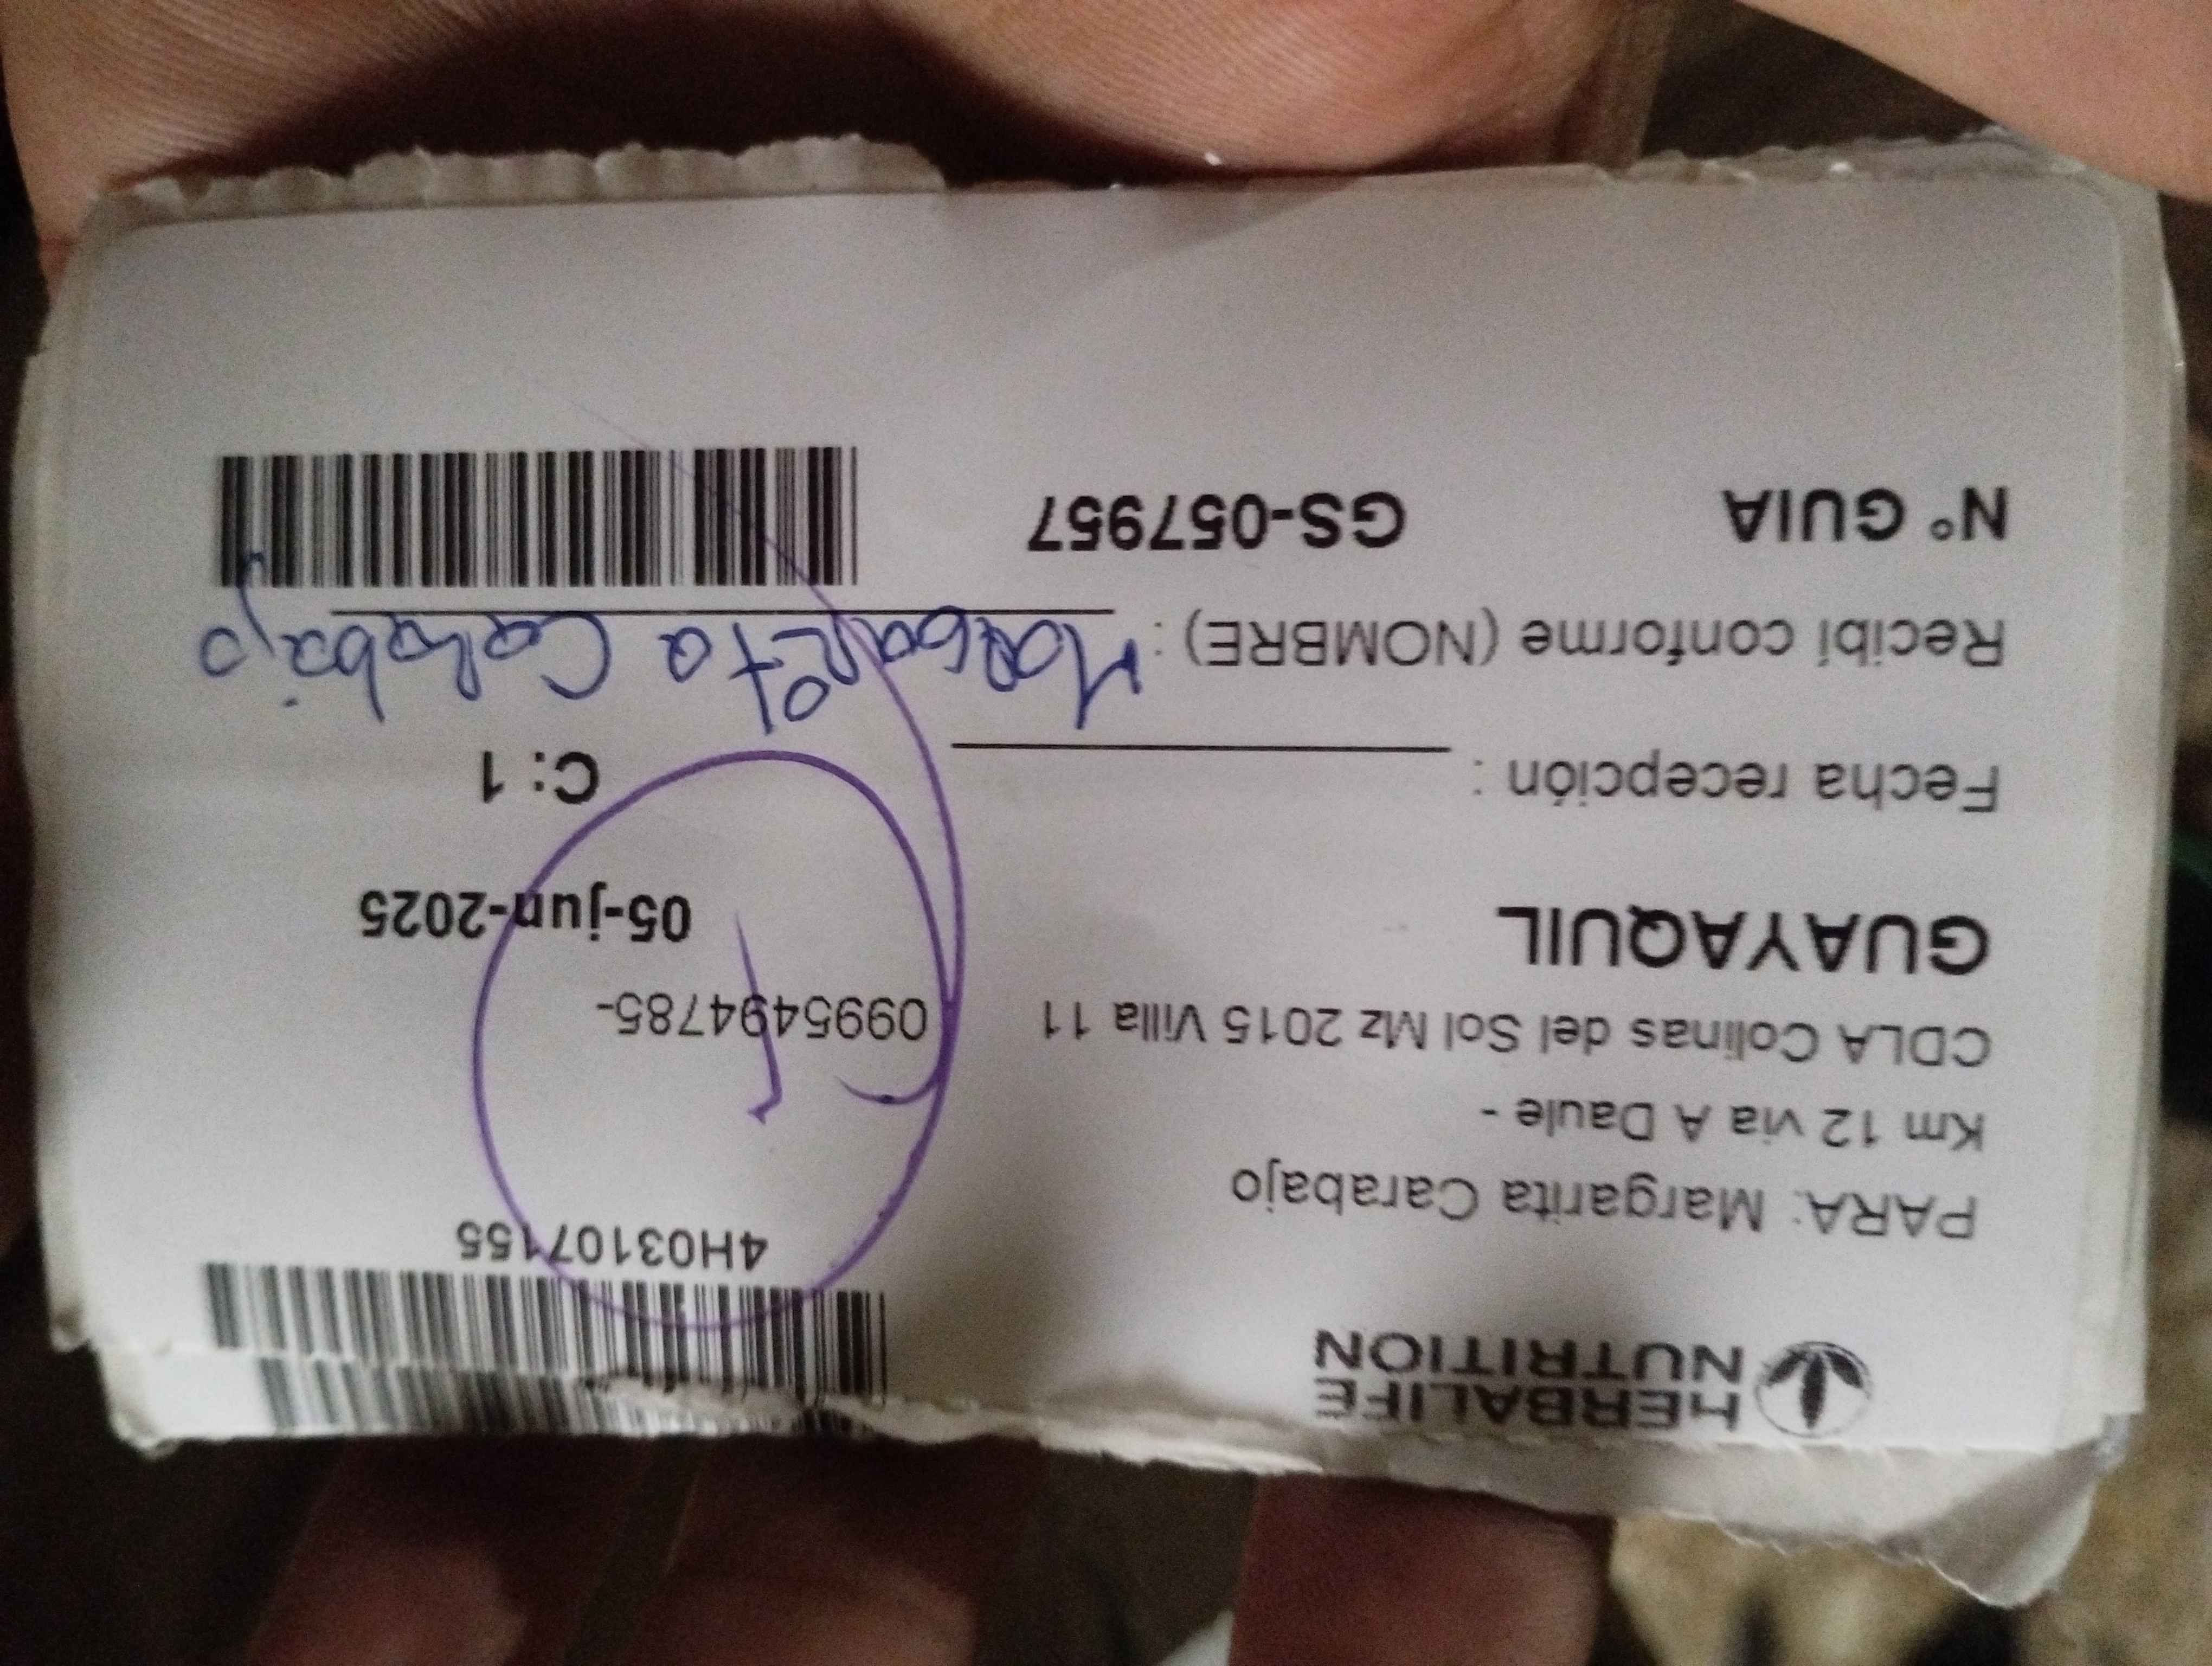 HERBALIFE
NUTRITION
4H03107155
PARA: Margarita Carabajo
Km 12 via A Daule -
CDLA Colinas del Sol Mz 2015 Villa 11
0995494785-
GUAYAQUIL
05-jun-2025
Fecha recepción :
C: 1
Recibí conforme (NOMBRE) : Margarita Carabajo
N° GUIA GS-057957